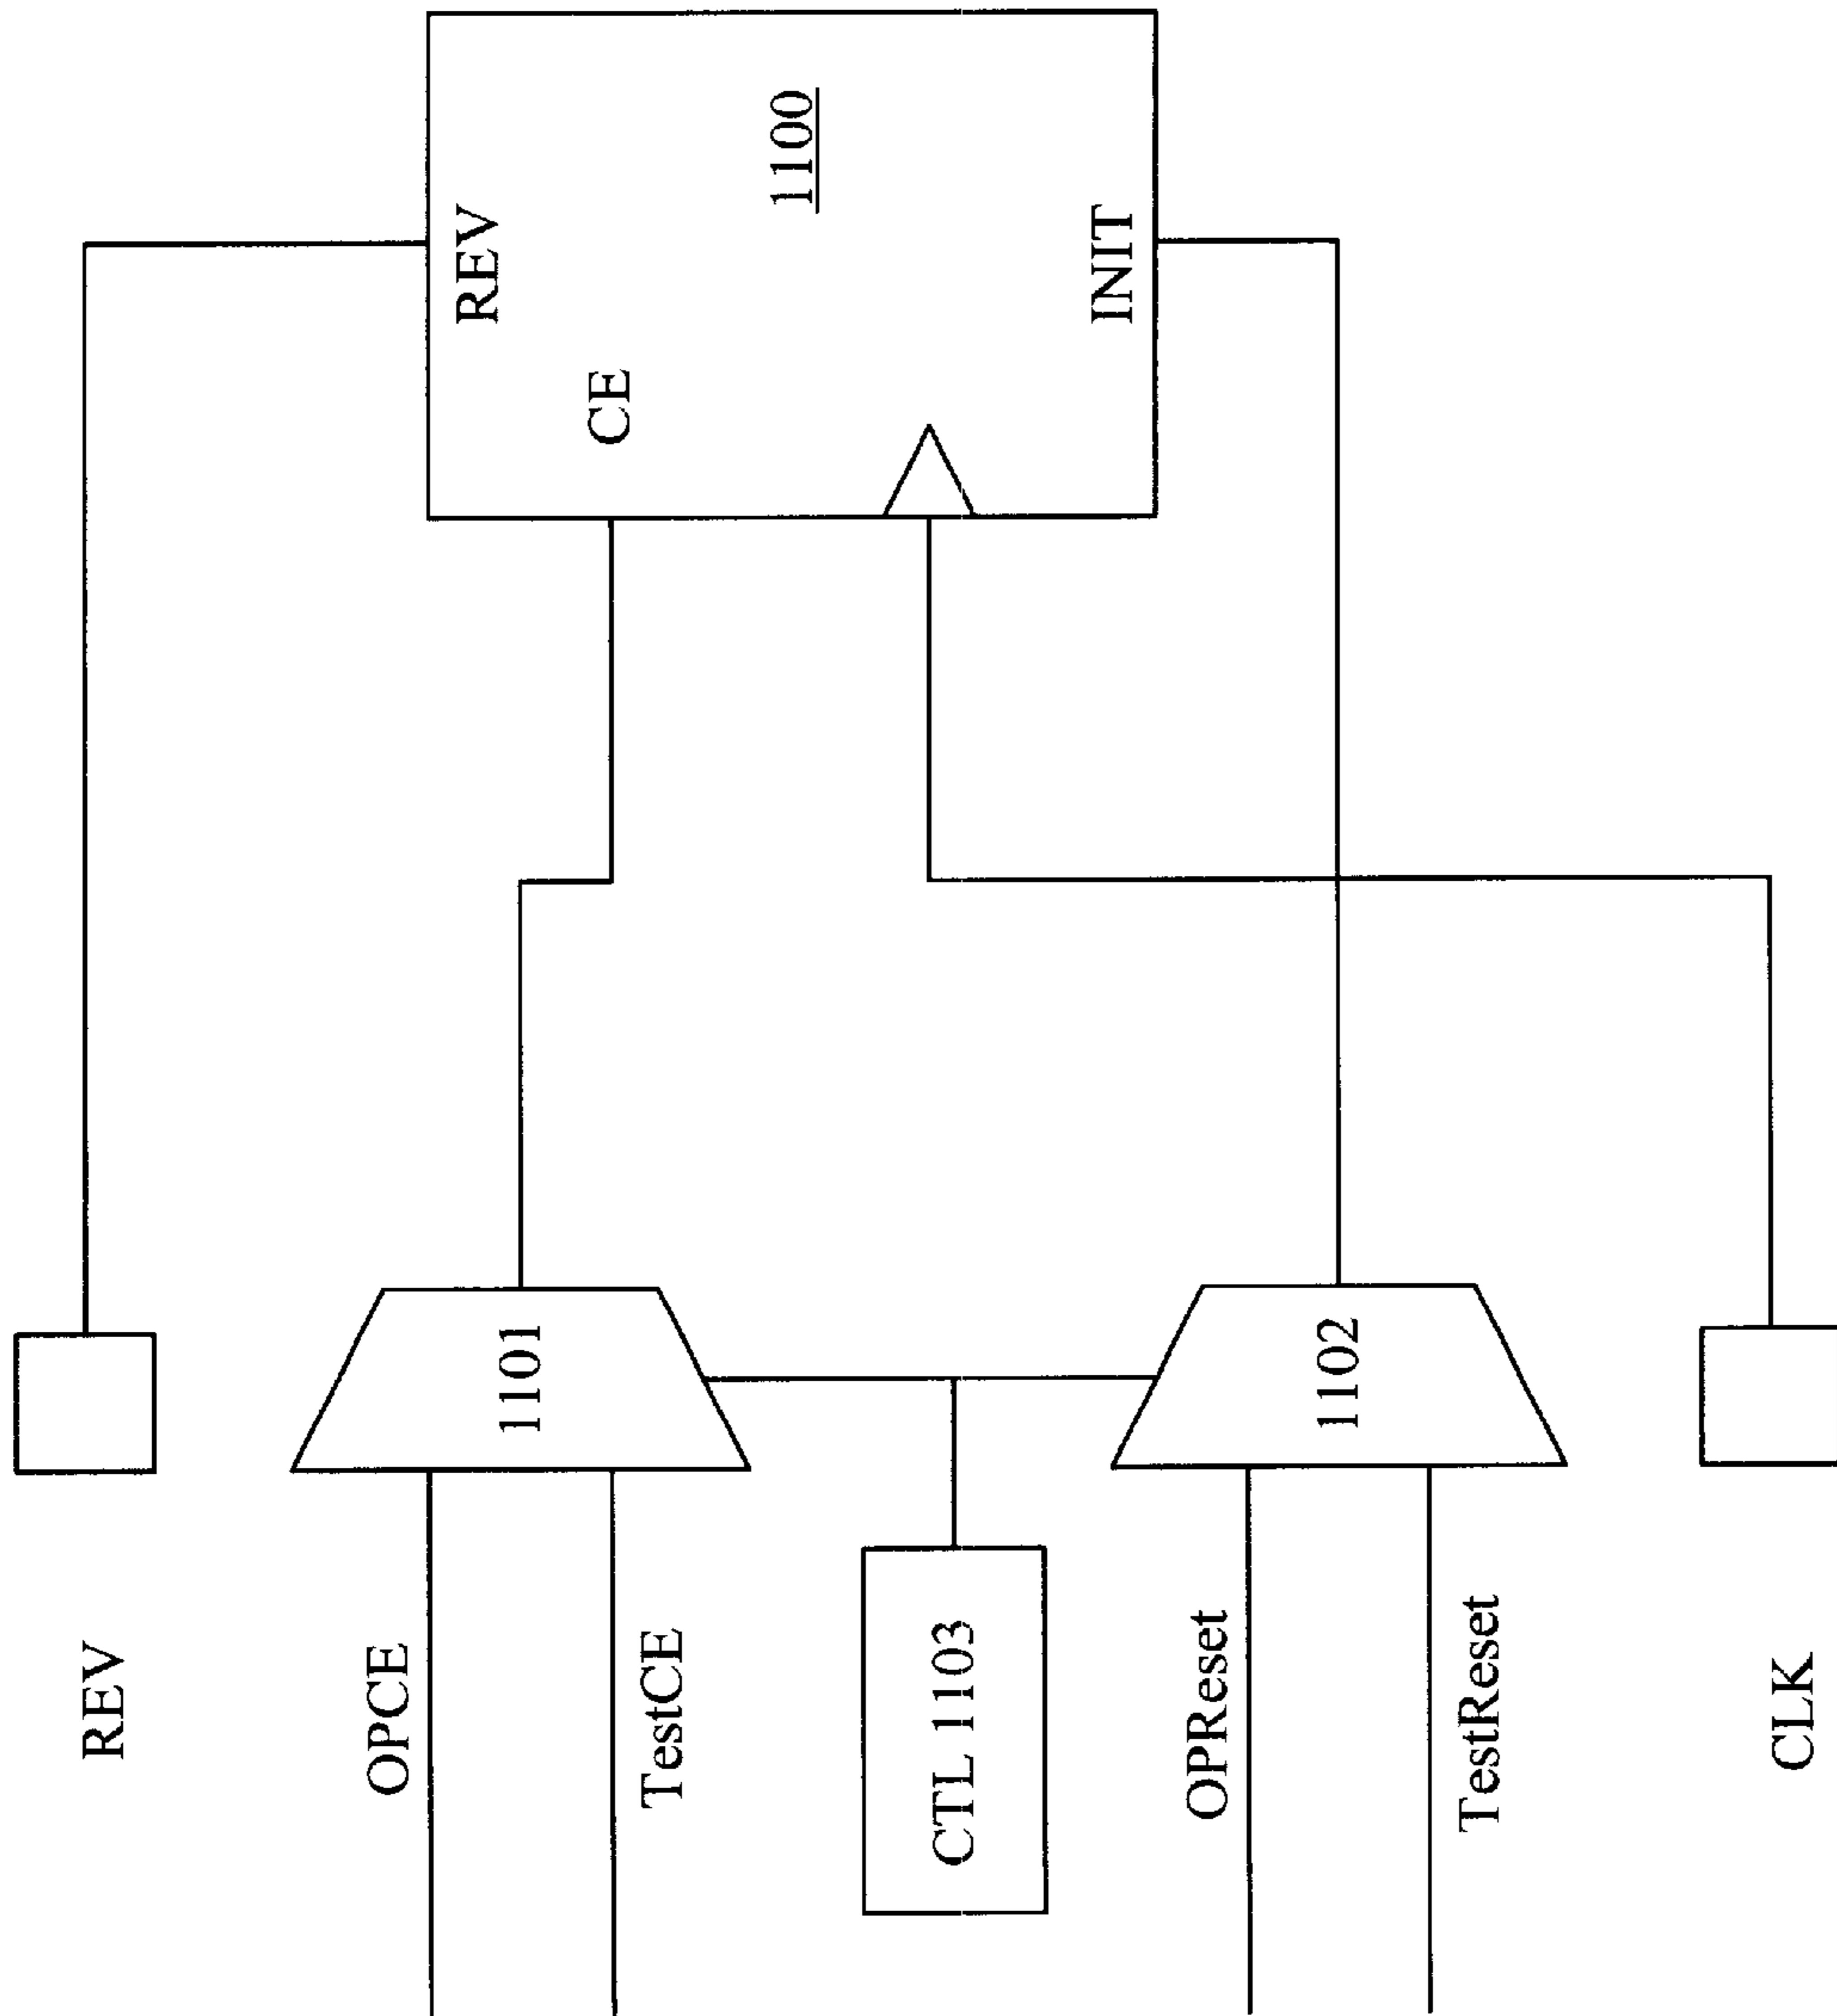 REV
OPCE
TestCE
CTL 1103
OPReset
TestReset
CLK
1101
1102
REV
CE
1100
INIT